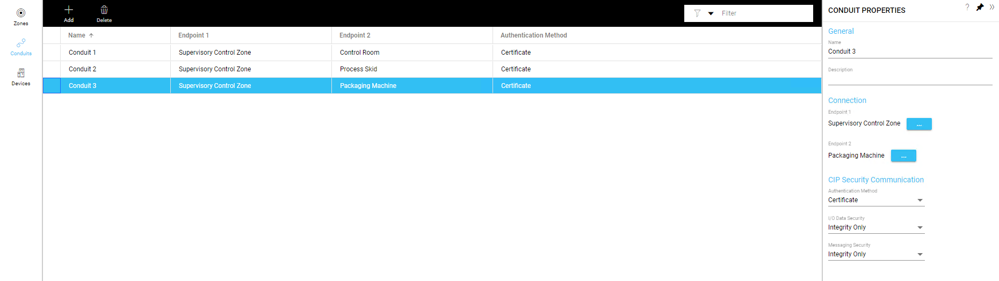 Zones
Conduits
Devices
Add
Delete
Filter
Name ↑ Endpoint 1 Endpoint 2 Authentication Method
Conduit 1 Supervisory Control Zone Control Room Certificate
Conduit 2 Supervisory Control Zone Process Skid Certificate
Conduit 3 Supervisory Control Zone Packaging Machine Certificate
CONDUIT PROPERTIES ? »
General
Name
Conduit 3
Description
Connection
Endpoint 1
Supervisory Control Zone ...
Endpoint 2
Packaging Machine ...
CIP Security Communication
Authentication Method
Certificate
I/O Data Security
Integrity Only
Messaging Security
Integrity Only